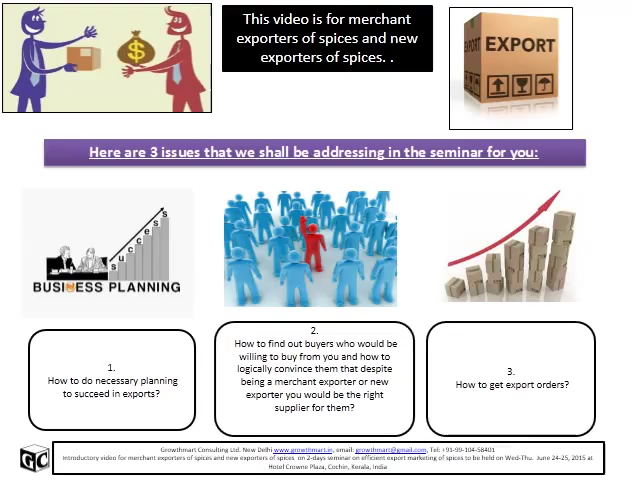 This video is for merchant
exporters of spices and new
exporters of spices. .
EXPORT
EXPORT
Here are 3 issues that we shall be addressing in the seminar for you:
success
BUSINESS PLANNING
1.
How to do necessary planning
to succeed in exports?
2.
How to find out buyers who would be
willing to buy from you and how to
logically convince them that despite
being a merchant exporter or new
exporter you would be the right
supplier for them?
3.
How to get export orders?
GC
Growthmart Consulting Ltd. New Delhi www.growthmart.in, email: growthmart@gmail.com, Tel: +91-99-104-58401
Introductory video for merchant exporters of spices and new exporters of spices on 2-days seminar on efficient export marketing of spices to be held on Wed-Thu. June 24-25, 2015 at
Hotel Crowne Plaza, Cochin, Kerala, India